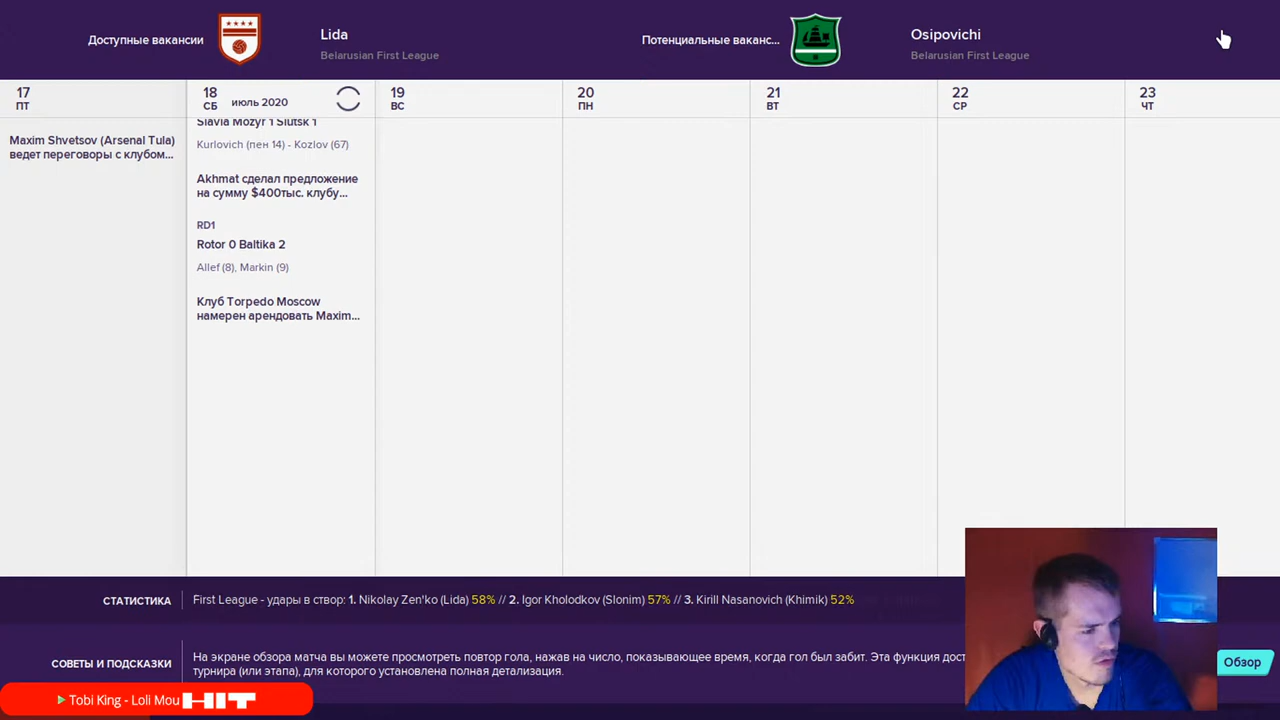 Доступные вакансии
Lida
Belarusian First League
Потенциальные ваканс...
Osipovichi
Belarusian First League
17
ПТ
18
СБ
июль 2020
19
ВС
20
ПН
21
ВТ
22
СР
23
ЧТ
Maxim Shvetsov (Arsenal Tula)
ведет переговоры с клубом...
Slavia Mozyr 1 Slutsk 1
Kurlovich (пен 14) - Kozlov (67)
Akhmat сделал предложение
на сумму $400тыс. клубу...
RD1
Rotor 0 Baltika 2
Allef (8), Markin (9)
Клуб Torpedo Moscow
намерен арендовать Maxim...
СТАТИСТИКА
First League - удары в створ: 1. Nikolay Zen'ko (Lida) 58% // 2. Igor Kholodkov (Slonim) 57% // 3. Kirill Nasanovich (Khimik) 52%
СОВЕТЫ И ПОДСКАЗКИ
На экране обзора матча вы можете просмотреть повтор гола, нажав на число, показывающее время, когда гол был забит. Эта функция дост
турнира (или этапа), для которого установлена полная детализация.
Обзор
Tobi King - Loli Mou HIT